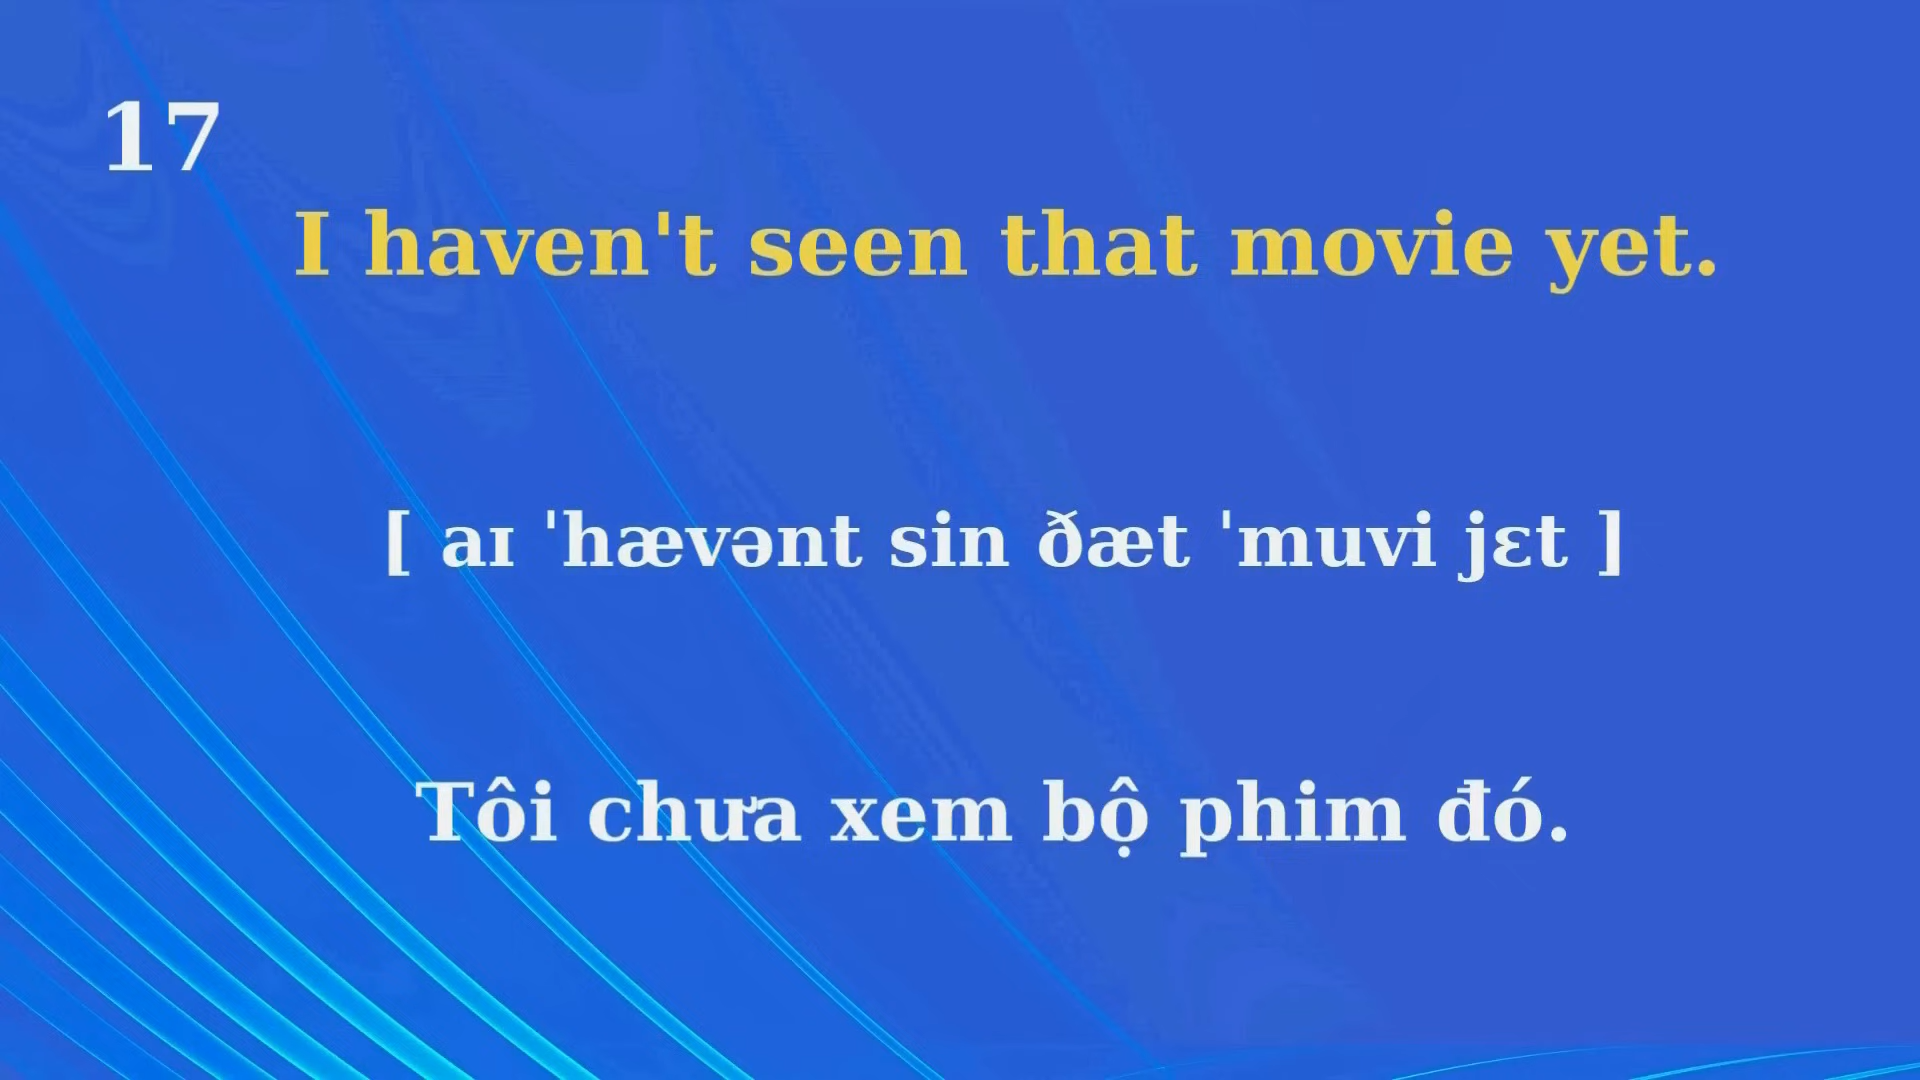 17
I haven't seen that movie yet.
[ aɪ ˈhævənt sin ðæt ˈmuvi jɛt ]
Tôi chưa xem bộ phim đó.